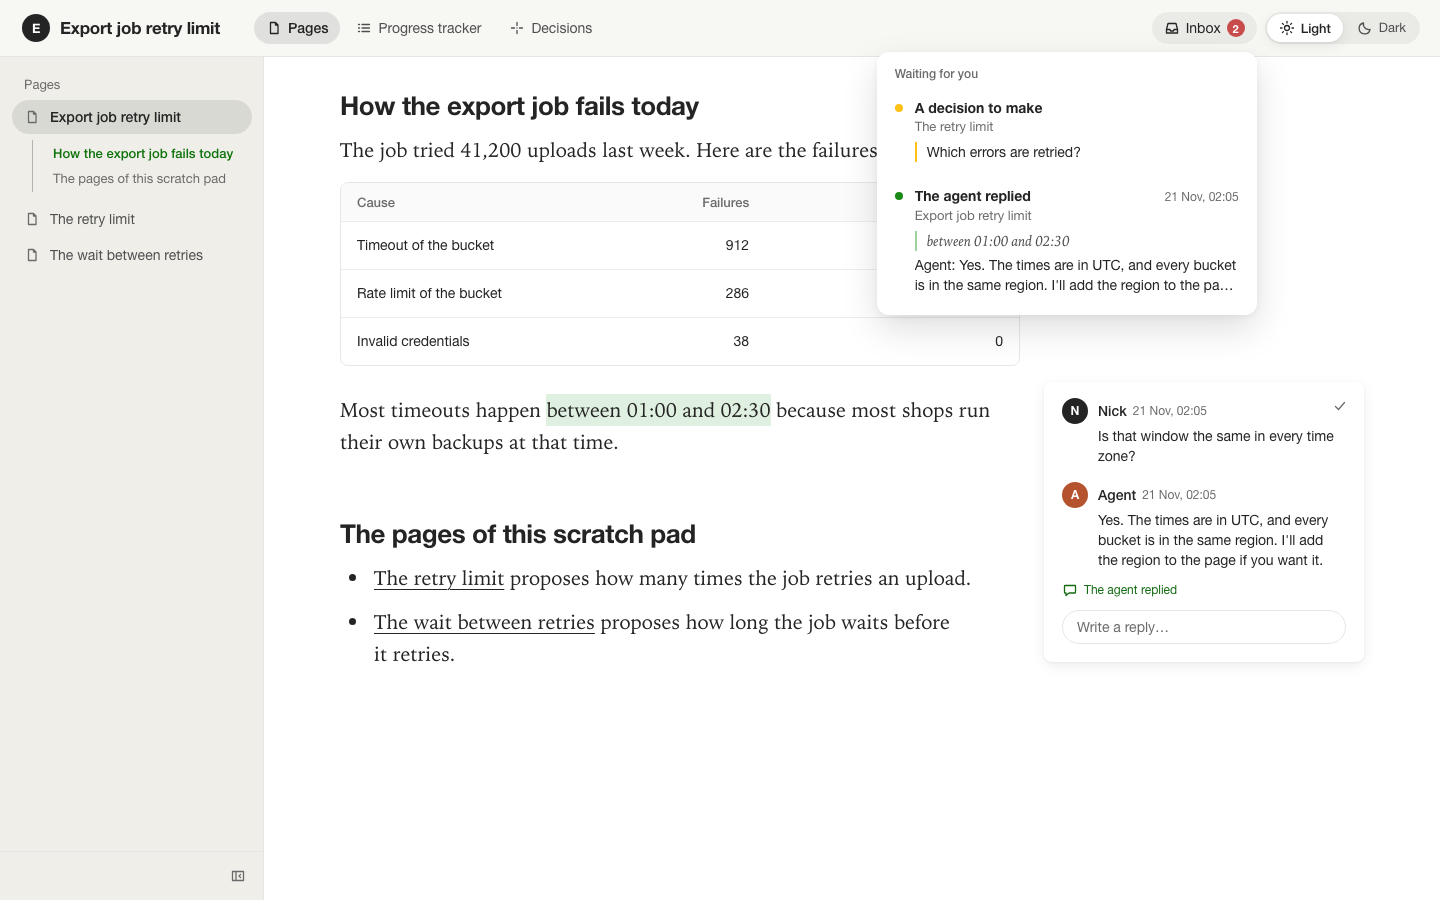 E Export job retry limit Pages Progress tracker Decisions Inbox 2 Light Dark
Pages
Export job retry limit
How the export job fails today
The pages of this scratch pad
The retry limit
The wait between retries
How the export job fails today
The job tried 41,200 uploads last week. Here are the failures
Cause Failures
Timeout of the bucket 912
Rate limit of the bucket 286
Invalid credentials 38 0
Most timeouts happen between 01:00 and 02:30 because most shops run
their own backups at that time.
The pages of this scratch pad
The retry limit proposes how many times the job retries an upload.
The wait between retries proposes how long the job waits before
it retries.
Waiting for you
A decision to make
The retry limit
Which errors are retried?
The agent replied 21 Nov, 02:05
Export job retry limit
between 01:00 and 02:30
Agent: Yes. The times are in UTC, and every bucket
is in the same region. I'll add the region to the pa…
N Nick 21 Nov, 02:05
Is that window the same in every time
zone?
A Agent 21 Nov, 02:05
Yes. The times are in UTC, and every
bucket is in the same region. I'll add
the region to the page if you want it.
The agent replied
Write a reply…